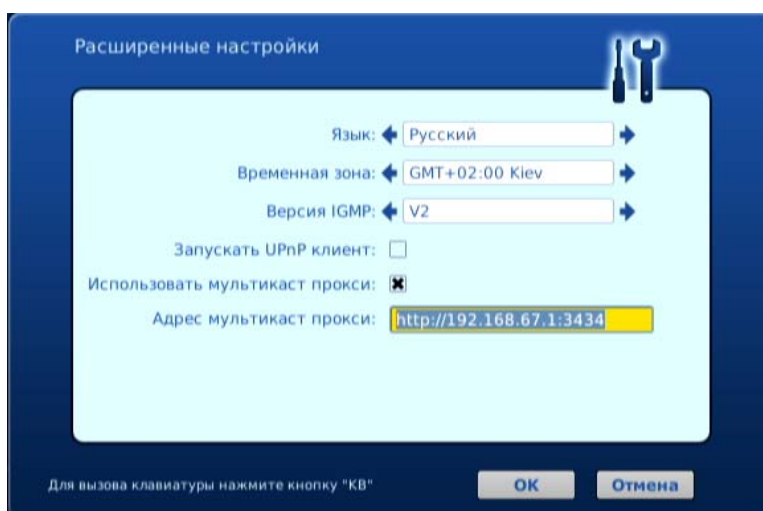 Расширенные настройки
Язык: Русский
Временная зона: GMT+02:00 Kiev
Версия IGMP: V2
Запускать UPnP клиент:
Использовать мультикаст прокси:
Адрес мультикаст прокси: http://192.168.67.1:3434
Для вызова клавиатуры нажмите кнопку "КВ" ОК Отмена